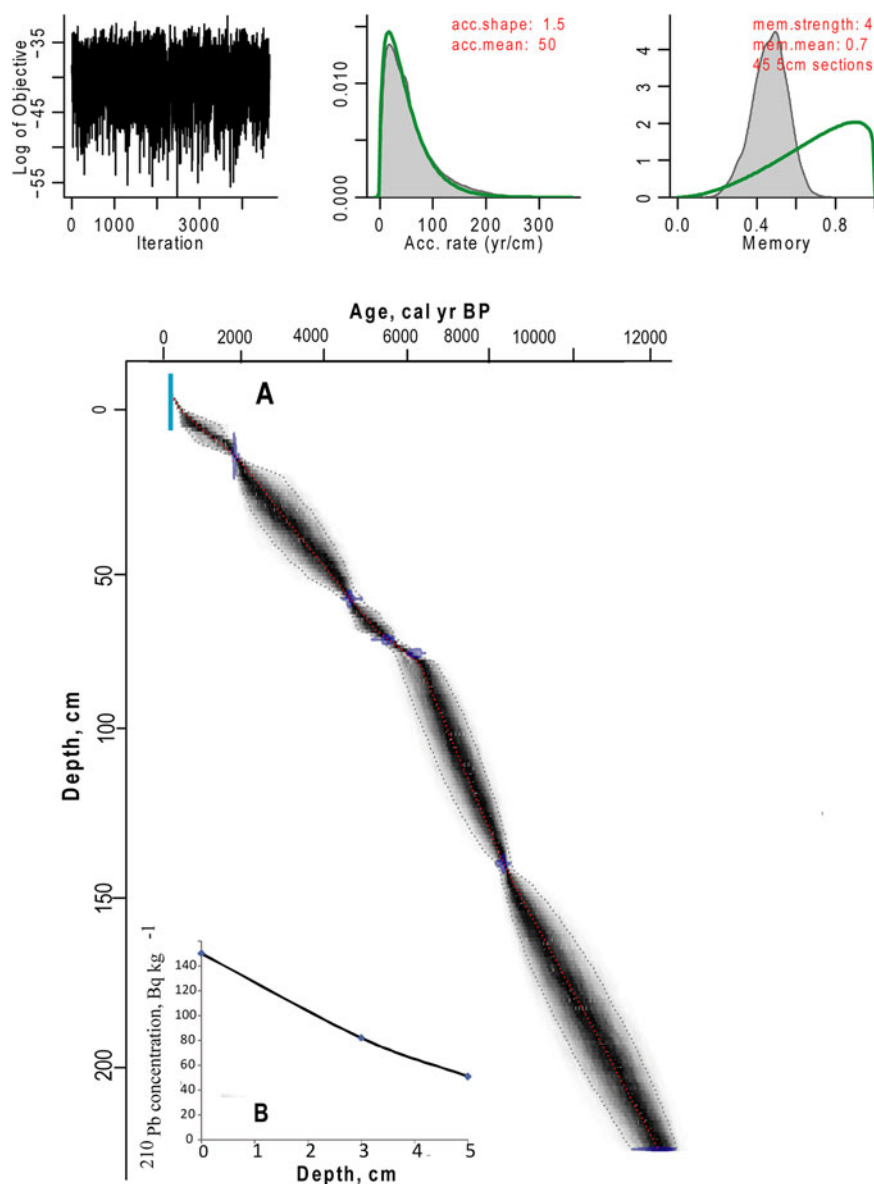 Log of Objective
-35
-45
-55
0 1000 3000
Iteration
acc.shape: 1.5
acc.mean: 50
0.010
0.000
0 100 200 300
Acc. rate (yr/cm)
mem.strength: 4
mem.mean: 0.7
45 5cm sections
4
3
2
1
0
0.0 0.4 0.8
Memory
Age, cal yr BP
0 2000 4000 6000 8000 10000 12000
A
Depth, cm
0
50
100
150
200
210 Pb concentration, Bq kg -1
140
120
100
80
60
40
20
0
B
0 1 2 3 4 5
Depth, cm